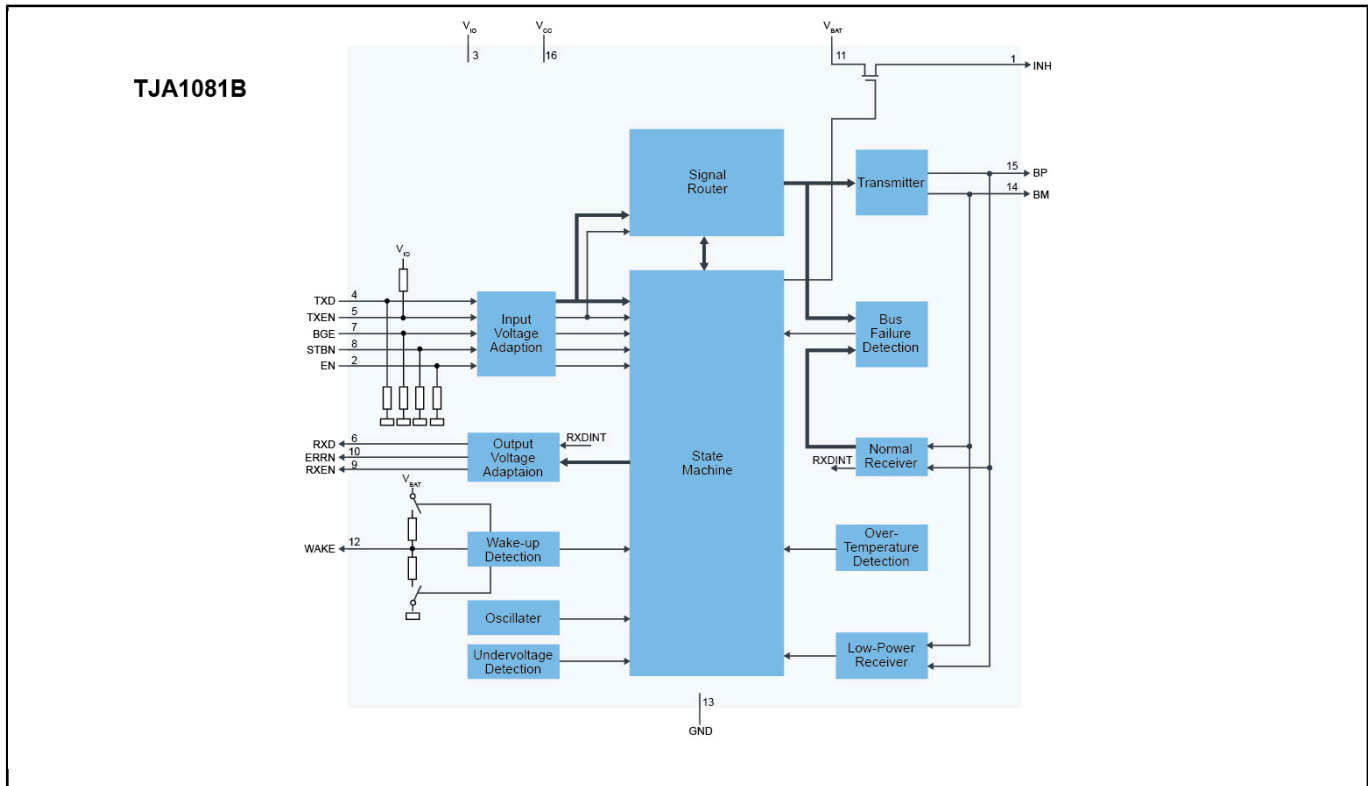 VIO
VCC
VBAT
3
16
11
1
INH
TJA1081B
Signal
Router
Transmitter
15
BP
14
BM
VIO
TXD
4
TXEN
5
BGE
7
STBN
8
EN
2
Input
Voltage
Adaption
Bus
Failure
Detection
RXD
6
ERRN
10
RXEN
9
Output
Voltage
Adaptaion
RXDINT
State
Machine
Normal
Receiver
RXDINT
VBAT
WAKE
12
Wake-up
Detection
Over-
Temperature
Detection
Oscillater
Undervoltage
Detection
Low-Power
Receiver
13
GND